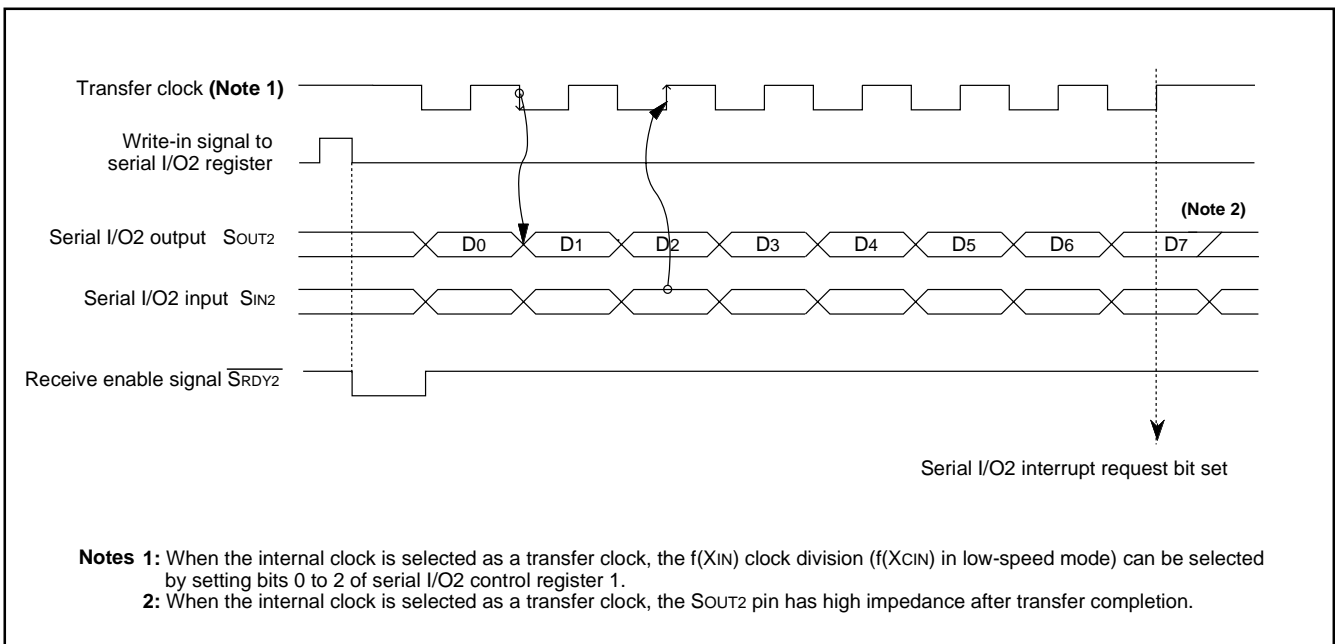 Transfer clock (Note 1)
Write-in signal to
serial I/O2 register
(Note 2)
Serial I/O2 output SOUT2
D0 D1 D2 D3 D4 D5 D6 D7
Serial I/O2 input SIN2
Receive enable signal SRDY2
Serial I/O2 interrupt request bit set
Notes 1: When the internal clock is selected as a transfer clock, the f(XIN) clock division (f(XCIN) in low-speed mode) can be selected
by setting bits 0 to 2 of serial I/O2 control register 1.
2: When the internal clock is selected as a transfer clock, the SOUT2 pin has high impedance after transfer completion.